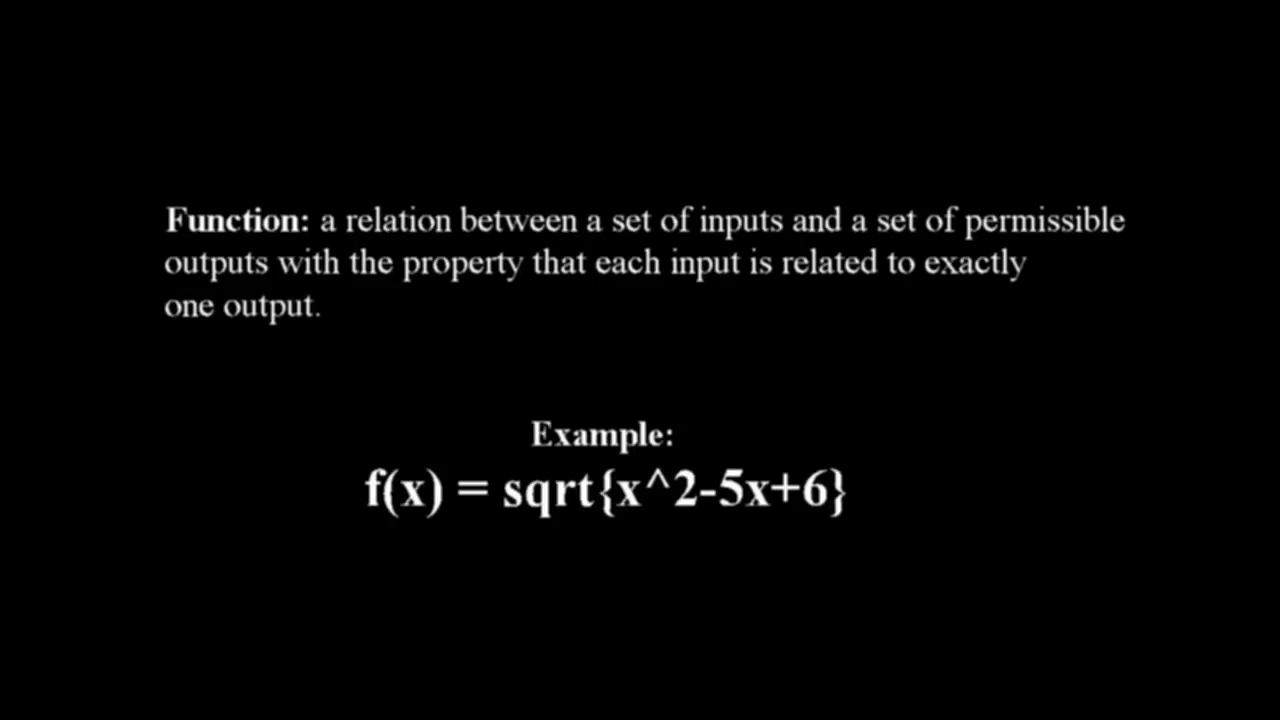 Function: a relation between a set of inputs and a set of permissible
outputs with the property that each input is related to exactly
one output.
Example:
f(x) = sqrt{x^2-5x+6}